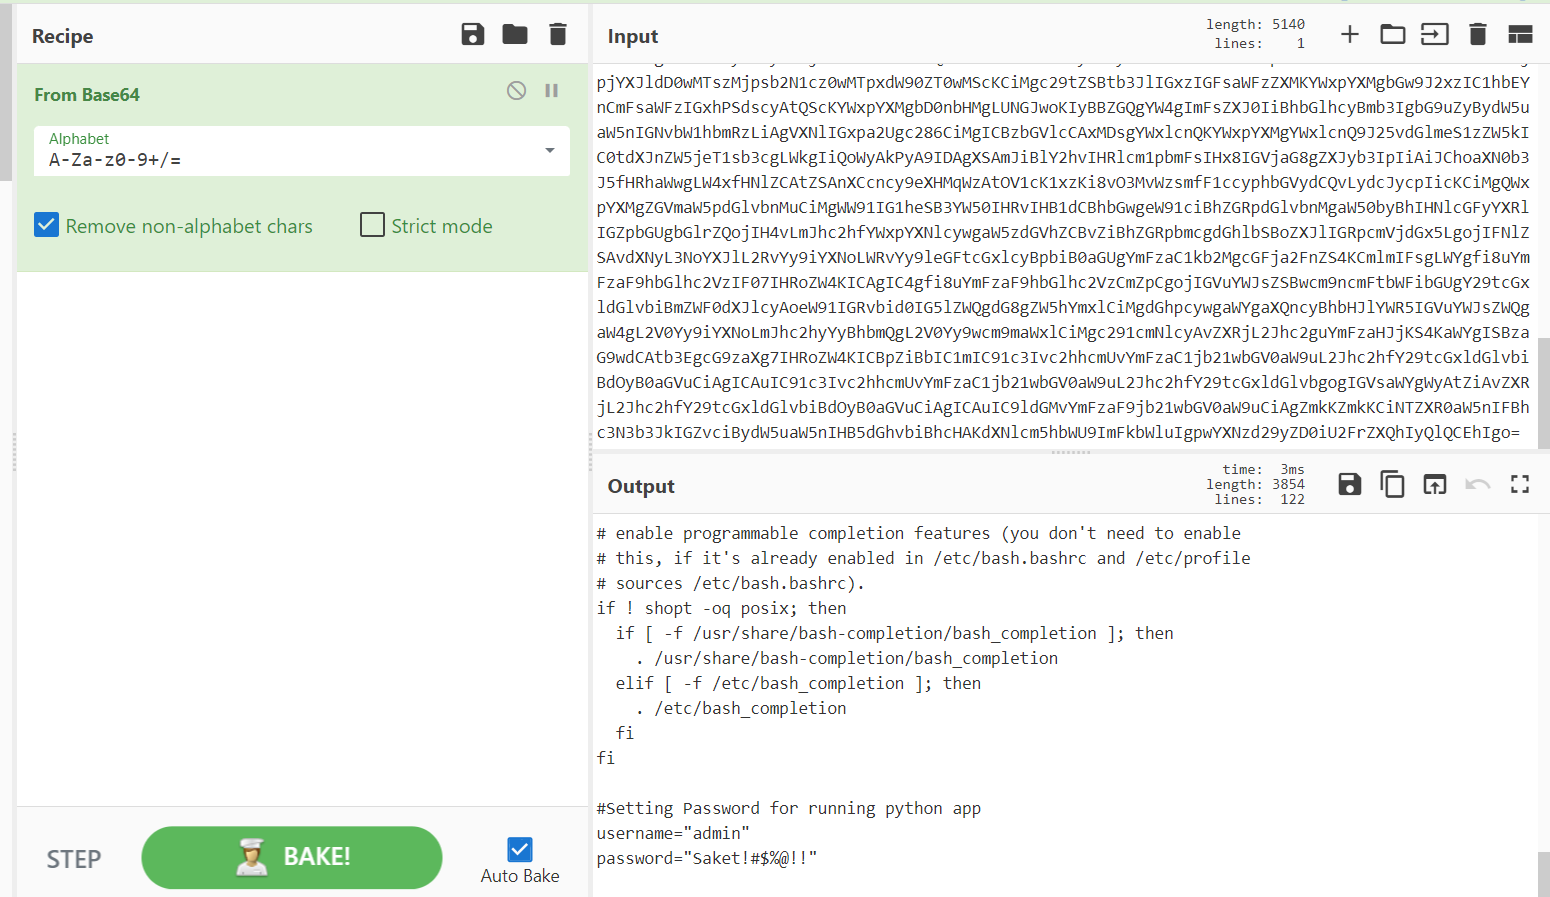 Recipe
From Base64
Alphabet
A-Za-z0-9+/=
Remove non-alphabet chars
Strict mode
STEP
BAKE!
Auto Bake
Input
length: 5140
lines: 1
pjYXJldD0wMTszMjpsb2N1cz0wMTpxdW90ZT0wMScKCiMgc29tZSBtb3JlIGxzIGFsaWFzZXMKYWxpYXMgbGw9J2xzIC1hbEY
nCmFsaWFzIGxhPSdscyAtQScKYWxpYXMgbD0nbHMgLUNGJwoKIyBBZGQgYW4gImFsZXJ0IiBhbGlhcyBmb3IgbG9uZyBydW5u
aW5nIGNvbW1hbmRzLiAgVXNlIGxpa2Ugc286CiMgICBzbGVlcCAxMDsgYWxlcnQKYWxpYXMgYWxlcnQ9J25vdGlmeS1zZW5kI
C0tdXJnZW5jeT1sb3cgLWkgIiQoWyAkPyA9IDAgXSAmJiBlY2hvIHRlcm1pbmFsIHx8IGVjaG8gZXJyb3IpIiAiJChoaXN0b3
J5fHRhaWwgLW4xfHNlZCAtZSAnXCcncy9eXHMqWzAtOV1cK1xzKi8vO3MvWzsmfF1ccyphbGVydCQvLydcJycpIicKCiMgQWx
pYXMgZGVmaW5pdGlvbnMuCiMgWW91IG1heSB3YW50IHRvIHB1dCBhbGwgeW91ciBhZGRpdGlvbnMgaW50byBhIHNlcGFyYXRl
IGZpbGUgbGlrZQojIH4vLmJhc2hfYWxpYXNlcywgaW5zdGVhZCBvZiBhZGRpbmcgdGhlbSBoZXJlIGRpcmVjdGx5LgojIFNlZ
SAvdXNyL3NoYXJlL2RvYy9iYXNoLWRvYy9leGFtcGxlcyBpbiB0aGUgYmFzaC1kb2MgcGFja2FnZS4KCmlmIFsgLWYgfi8uYm
FzaF9hbGlhc2VzIF07IHRoZW4KICAgIC4gfi8uYmFzaF9hbGlhc2VzCmZpCgojIGVuYWJsZSBwcm9ncmFtbWFibGUgY29tcGx
ldGlvbiBmZWF0dXJlcyAoeW91IGRvbid0IG5lZWQgdG8gZW5hYmxlCiMgdGhpcywgaWYgaXQncyBhbHJlYWR5IGVuYWJsZWQg
aW4gL2V0Yy9iYXNoLmJhc2hyYyBhbmQgL2V0Yy9wcm9maWxlCiMgc291cmNlcyAvZXRjL2Jhc2guYmFzaHJjKS4KaWYgISBza
G9wdCAtb3EgcG9zaXg7IHRoZW4KICBpZiBbIC1mIC91c3Ivc2hhcmUvYmFzaC1jb21wbGV0aW9uL2Jhc2hfY29tcGxldGlvbi
BdOyB0aGVuCiAgICAuIC91c3Ivc2hhcmUvYmFzaC1jb21wbGV0aW9uL2Jhc2hfY29tcGxldGlvbgogIGVsaWYgWyAtZiAvZXR
jL2Jhc2hfY29tcGxldGlvbiBdOyB0aGVuCiAgICAuIC9ldGMvYmFzaF9jb21wbGV0aW9uCiAgZmkKZmkKCiNTZXR0aW5nIFBh
c3N3b3JkIGZvciBydW5uaW5nIHB5dGhvbiBhcHAKdXNlcm5hbWU9ImFkbWluIgpwYXNzd29yZD0iU2FrZXQhIyQlQCEhIgo=
Output
time: 3ms
length: 3854
lines: 122
# enable programmable completion features (you don't need to enable
# this, if it's already enabled in /etc/bash.bashrc and /etc/profile
# sources /etc/bash.bashrc).
if ! shopt -oq posix; then
  if [ -f /usr/share/bash-completion/bash_completion ]; then
    . /usr/share/bash-completion/bash_completion
  elif [ -f /etc/bash_completion ]; then
    . /etc/bash_completion
  fi
fi
#Setting Password for running python app
username="admin"
password="Saket!#$%@!!"